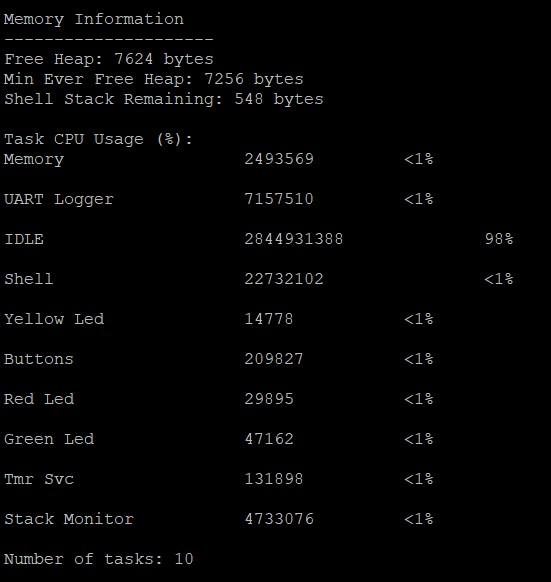 Memory Information
---------------------
Free Heap: 7624 bytes
Min Ever Free Heap: 7256 bytes
Shell Stack Remaining: 548 bytes
Task CPU Usage (%):
Memory 2493569 <1%
UART Logger 7157510 <1%
IDLE 2844931388 98%
Shell 22732102 <1%
Yellow Led 14778 <1%
Buttons 209827 <1%
Red Led 29895 <1%
Green Led 47162 <1%
Tmr Svc 131898 <1%
Stack Monitor 4733076 <1%
Number of tasks: 10